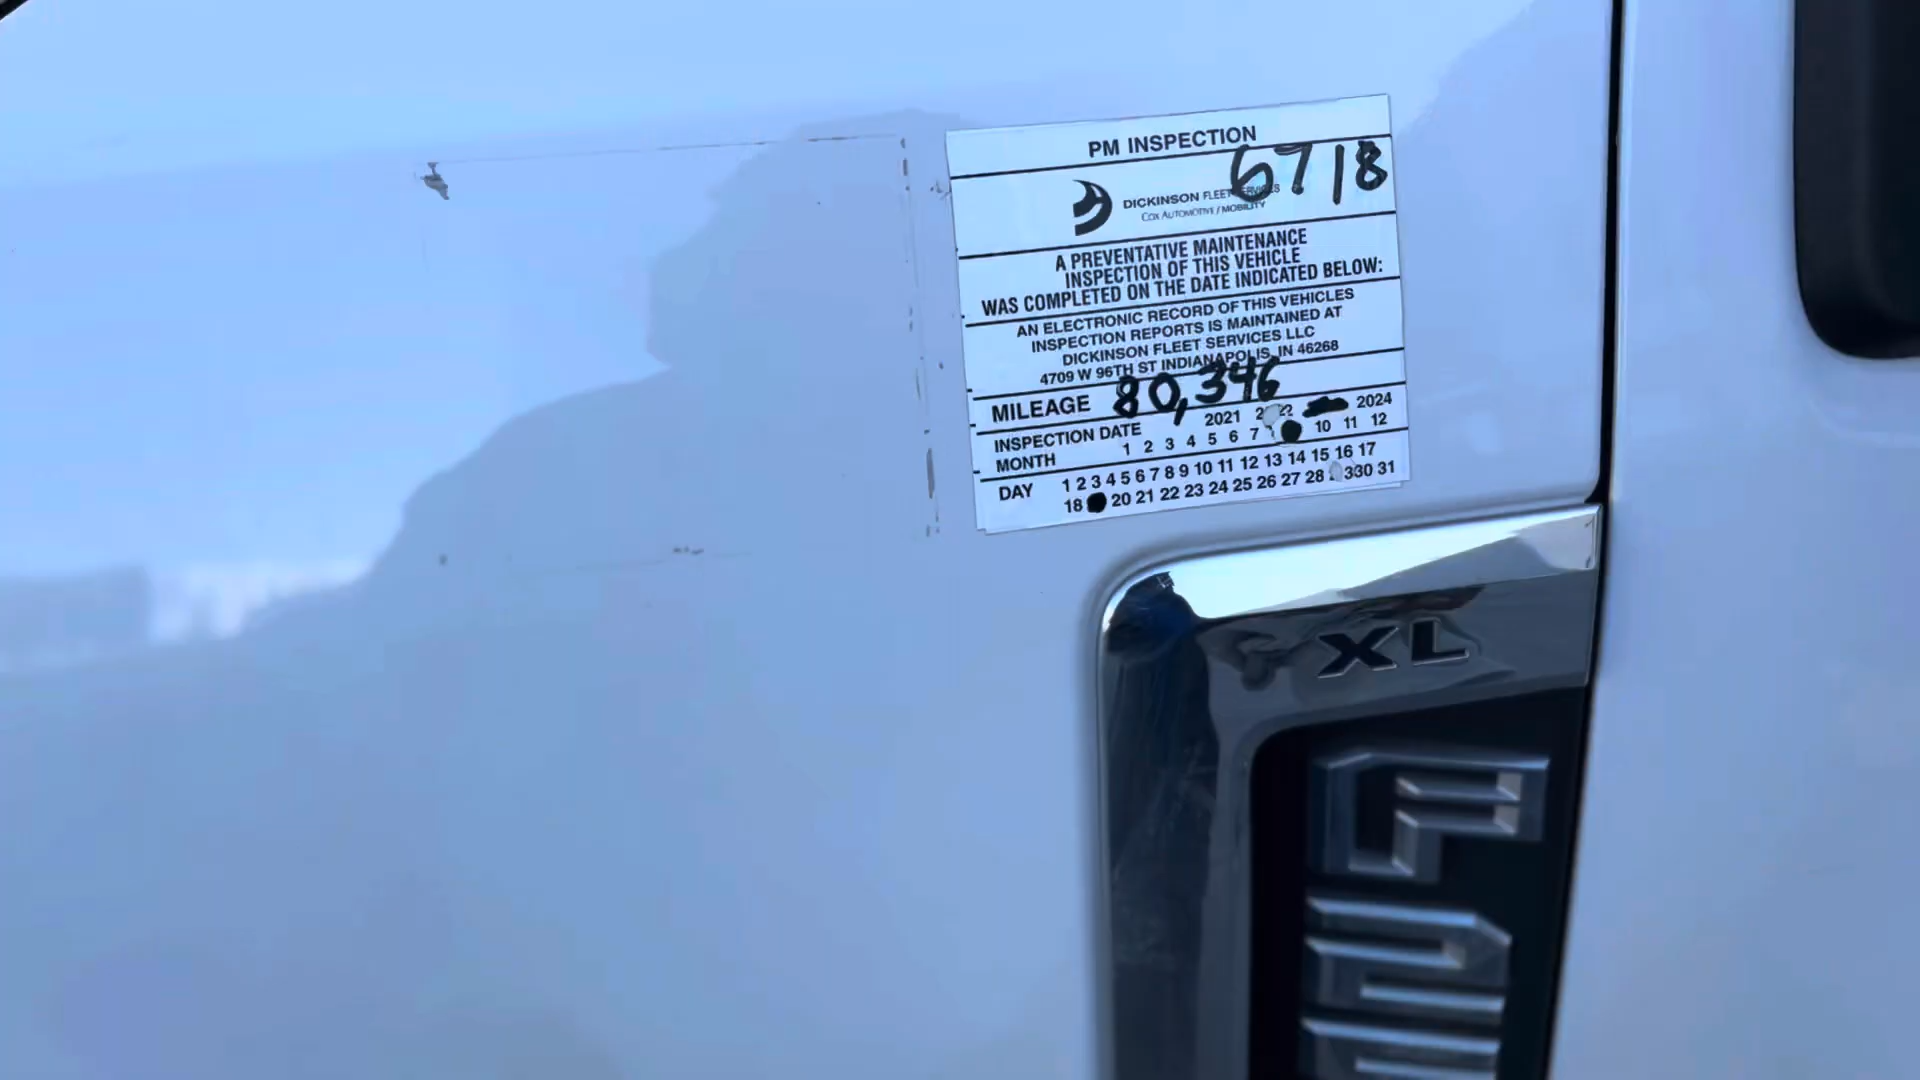 PM INSPECTION
6718
DICKINSON FLEET SERVICES
COX AUTOMOTIVE / MOBILITY
A PREVENTATIVE MAINTENANCE
INSPECTION OF THIS VEHICLE
WAS COMPLETED ON THE DATE INDICATED BELOW:
AN ELECTRONIC RECORD OF THIS VEHICLES
INSPECTION REPORTS IS MAINTAINED AT
DICKINSON FLEET SERVICES LLC
4709 W 96TH ST INDIANAPOLIS, IN 46268
MILEAGE 80,346
INSPECTION DATE 2021 2024
MONTH 1 2 3 4 5 6 7 10 11 12
DAY 1 2 3 4 5 6 7 8 9 10 11 12 13 14 15 16 17
18 20 21 22 23 24 25 26 27 28 30 31
XL